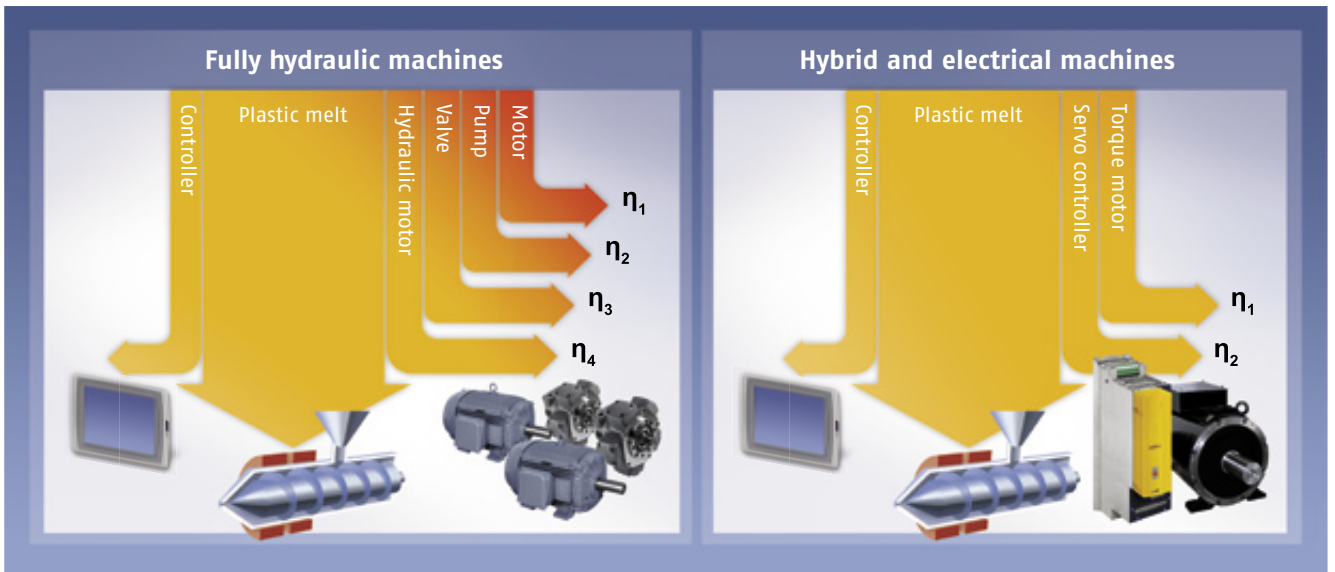 Fully hydraulic machines
Controller
Plastic melt
Hydraulic motor
Valve
Pump
Motor
η1
η2
η3
η4
Hybrid and electrical machines
Controller
Plastic melt
Servo controller
Torque motor
η1
η2